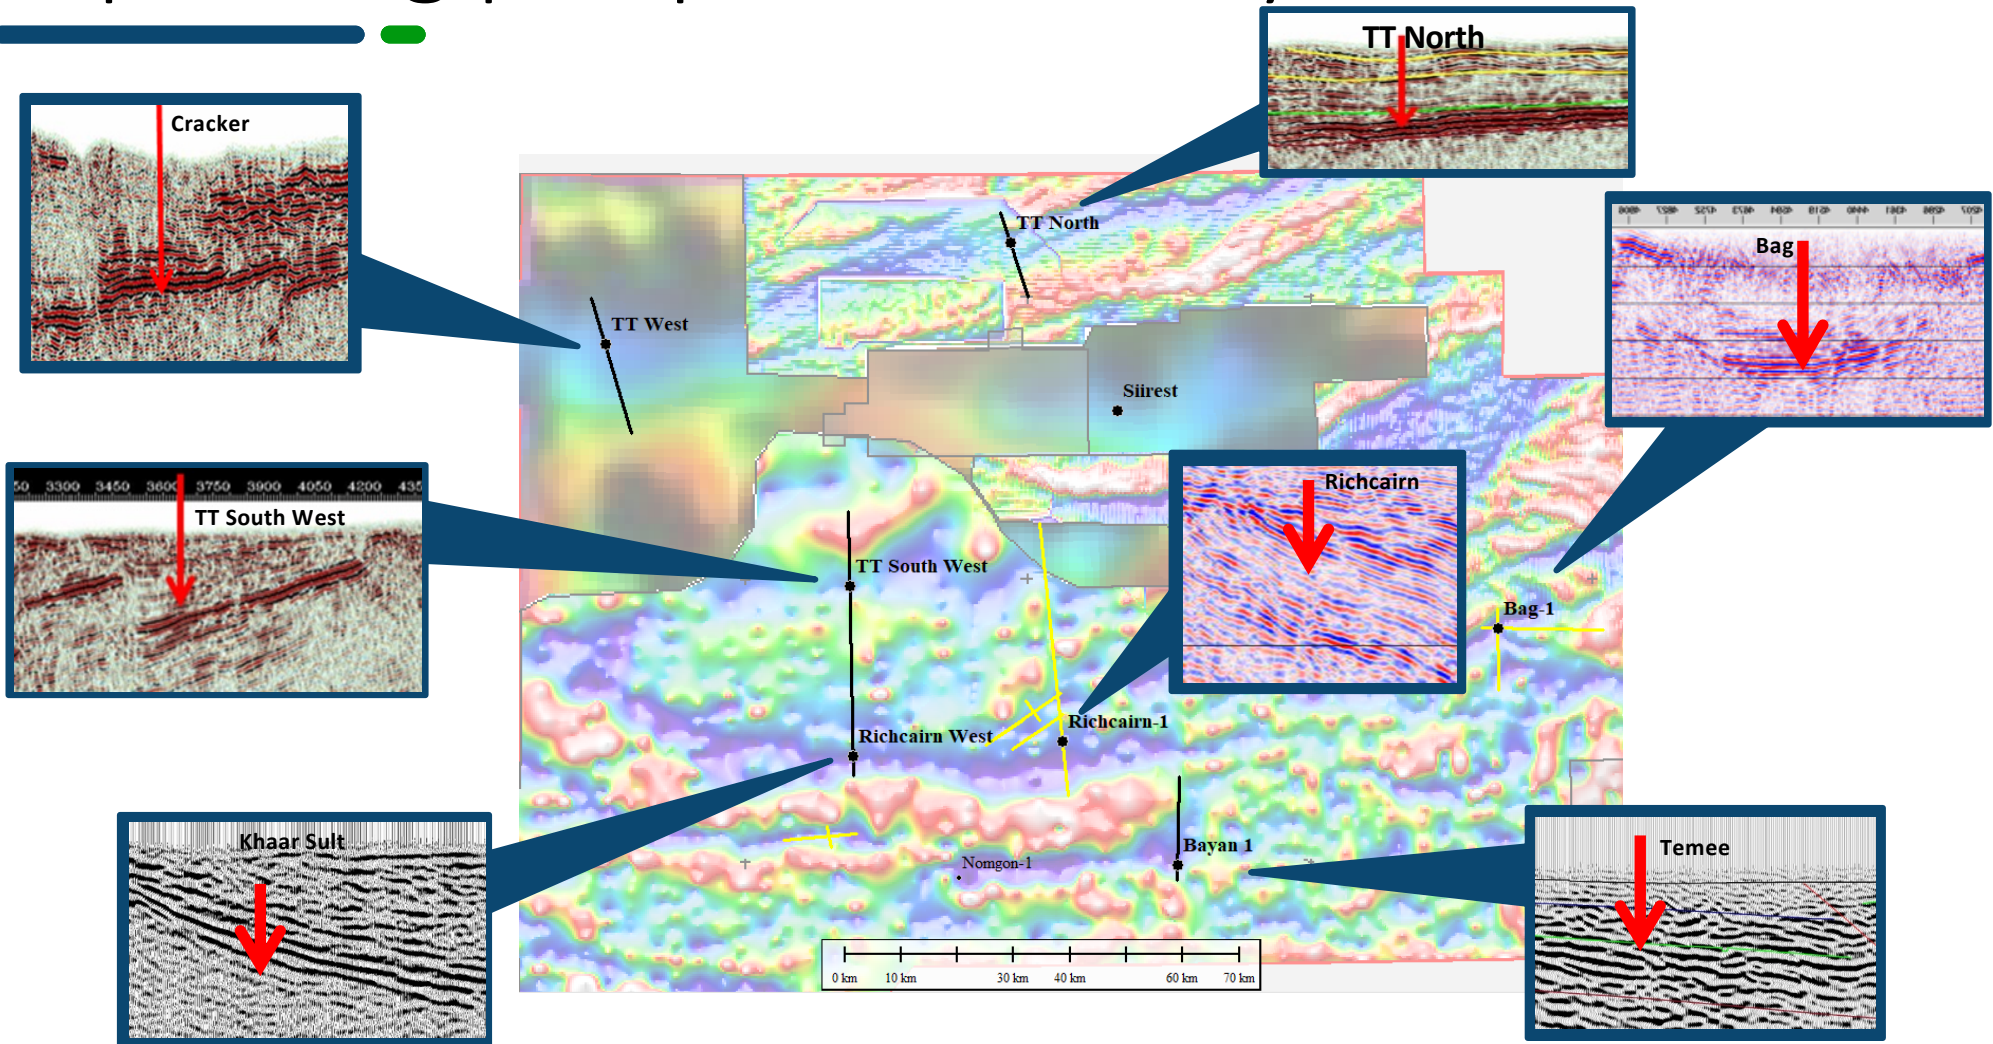 TT North
Cracker
Bag
3300 3450 3600 3750 3900 4050 4200
TT South West
Richcairn
Khaar Sult
Temee
TT North
TT West
Siirest
TT South West
Bag-1
Richcairn-1
Richcairn West
Bayan 1
Nomgon-1
0 km 10 km 30 km 40 km 60 km 70 km